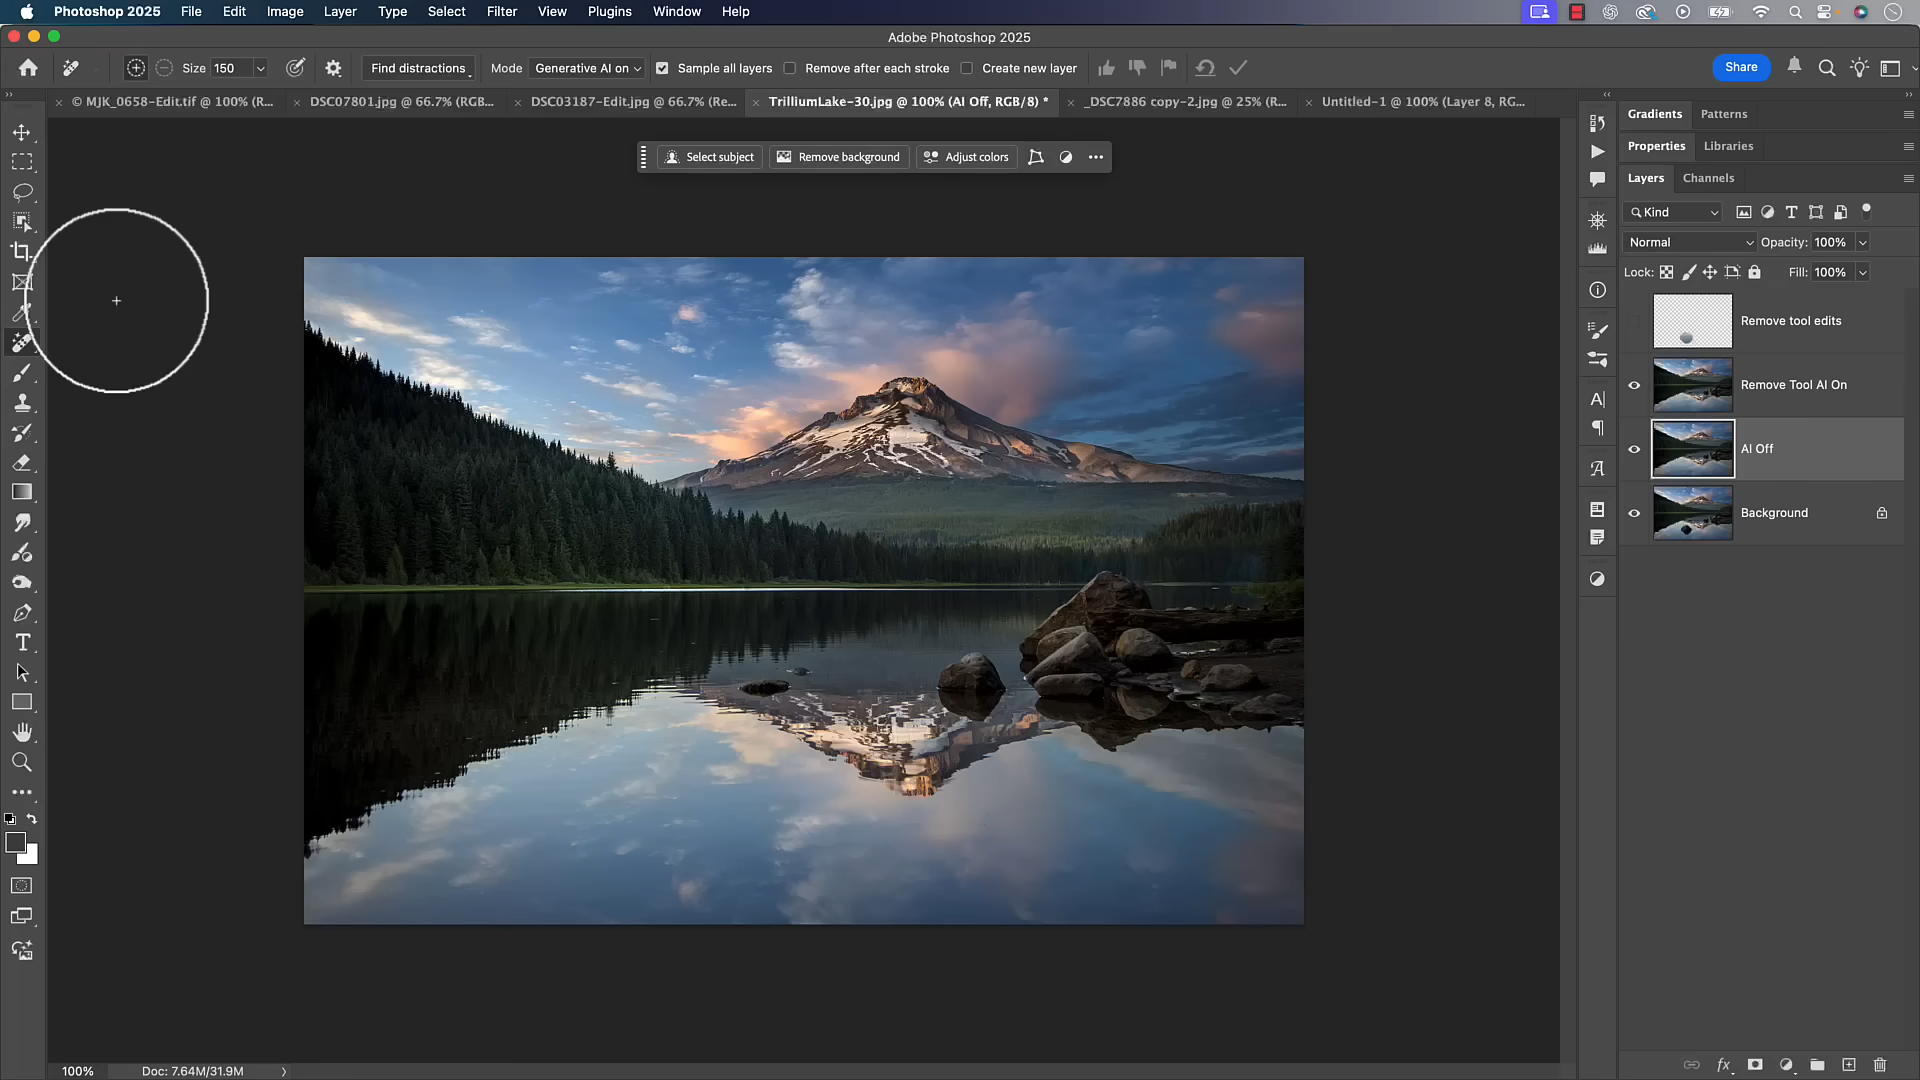 Photoshop 2025 File Edit Image Layer Type Select Filter View Plugins Window Help
Adobe Photoshop 2025
Size 150 Find distractions Mode Generative AI on Sample all layers Remove after each stroke Create new layer Share
© MJK_0658-Edit.tif @ 100% (R... DSC07801.jpg @ 66.7% (RGB... DSC03187-Edit.jpg @ 66.7% (Re... TrilliumLake-30.jpg @ 100% (AI Off, RGB/8) * _DSC7886 copy-2.jpg @ 25% (R... Untitled-1 @ 100% (Layer 8, RG...
Gradients Patterns
Select subject Remove background Adjust colors
Properties Libraries
Layers Channels
Kind
Normal Opacity: 100%
Lock: Fill: 100%
Remove tool edits
Remove Tool AI On
AI Off
Background
100% Doc: 7.64M/31.9M